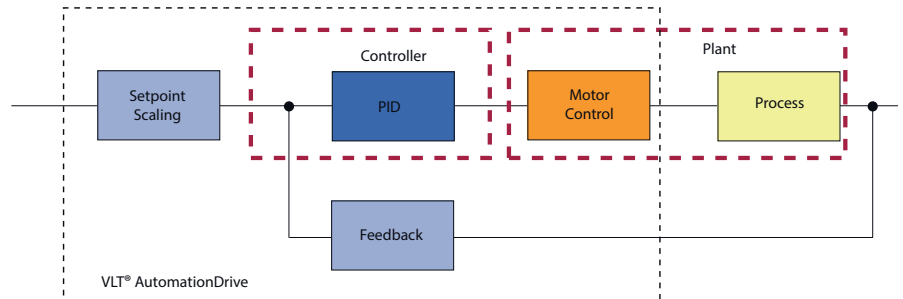 Controller
Plant
Setpoint
Scaling
PID
Motor
Control
Process
Feedback
VLT® AutomationDrive